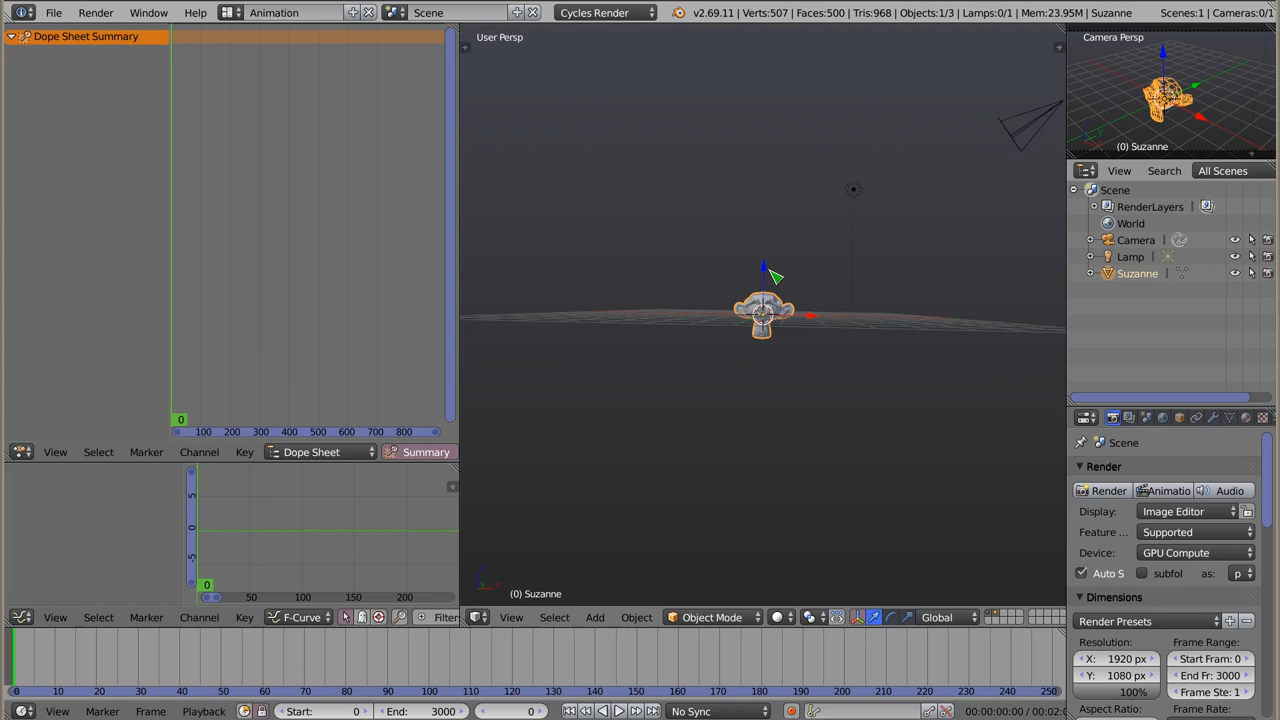 File Render Window Help Animation Scene Cycles Render v2.69.11 | Verts:507 | Faces:500 | Tris:968 | Objects:1/3 | Lamps:0/1 | Mem:23.95M | Suzanne Scenes:1 | Cameras:0/1
Dope Sheet Summary
0
100 200 300 400 500 600 700 800
View Select Marker Channel Key Dope Sheet Summary
5
0
-5
0
50 100 150 200
View Select Marker Channel Key F-Curve Filter
User Persp
(0) Suzanne
View Select Add Object Object Mode Global
Camera Persp
(0) Suzanne
View Search All Scenes
Scene
RenderLayers |
World
Camera |
Lamp |
Suzanne |
Scene
Render
Render Animatio Audio
Display: Image Editor
Feature ... Supported
Device: GPU Compute
Auto S subfol as: p
Dimensions
Render Presets
Resolution: Frame Range:
X: 1920 px Start Fram: 0
Y: 1080 px End Fr: 3000
100% Frame Ste: 1
Aspect Ratio: Frame Rate:
0 10 20 30 40 50 60 70 80 90 100 110 120 130 140 150 160 170 180 190 200 210 220 230 240 250
View Marker Frame Playback Start: 0 End: 3000 0 No Sync 00:00:00:00 / 00:02:0